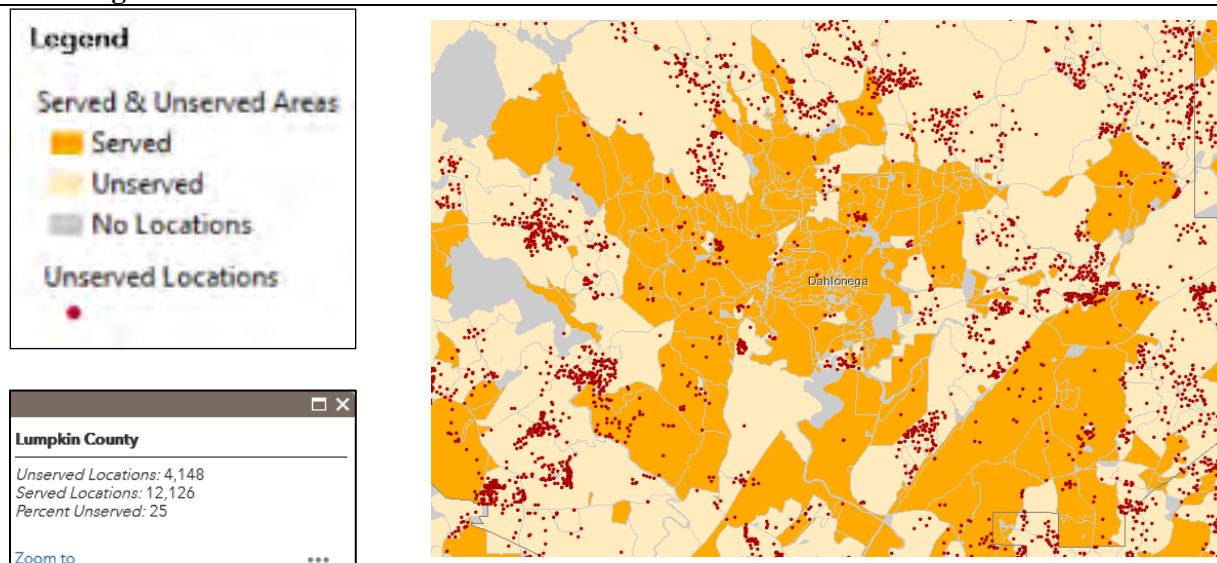 Legend
Served & Unserved Areas
Served
Unserved
No Locations
Unserved Locations
Dahlonega
Lumpkin County
Unserved Locations: 4,148
Served Locations: 12,126
Percent Unserved: 25
Zoom to